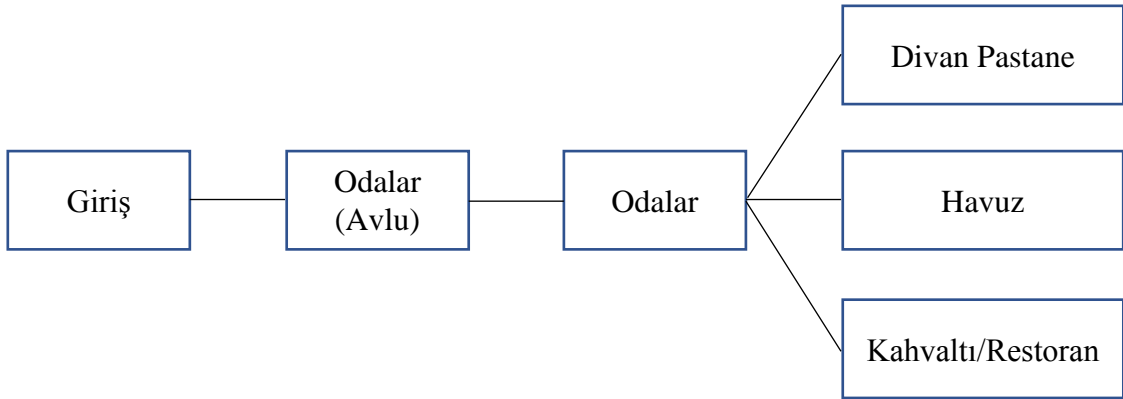 Divan Pastane
Giriş
Odalar
(Avlu)
Odalar
Havuz
Kahvaltı/Restoran